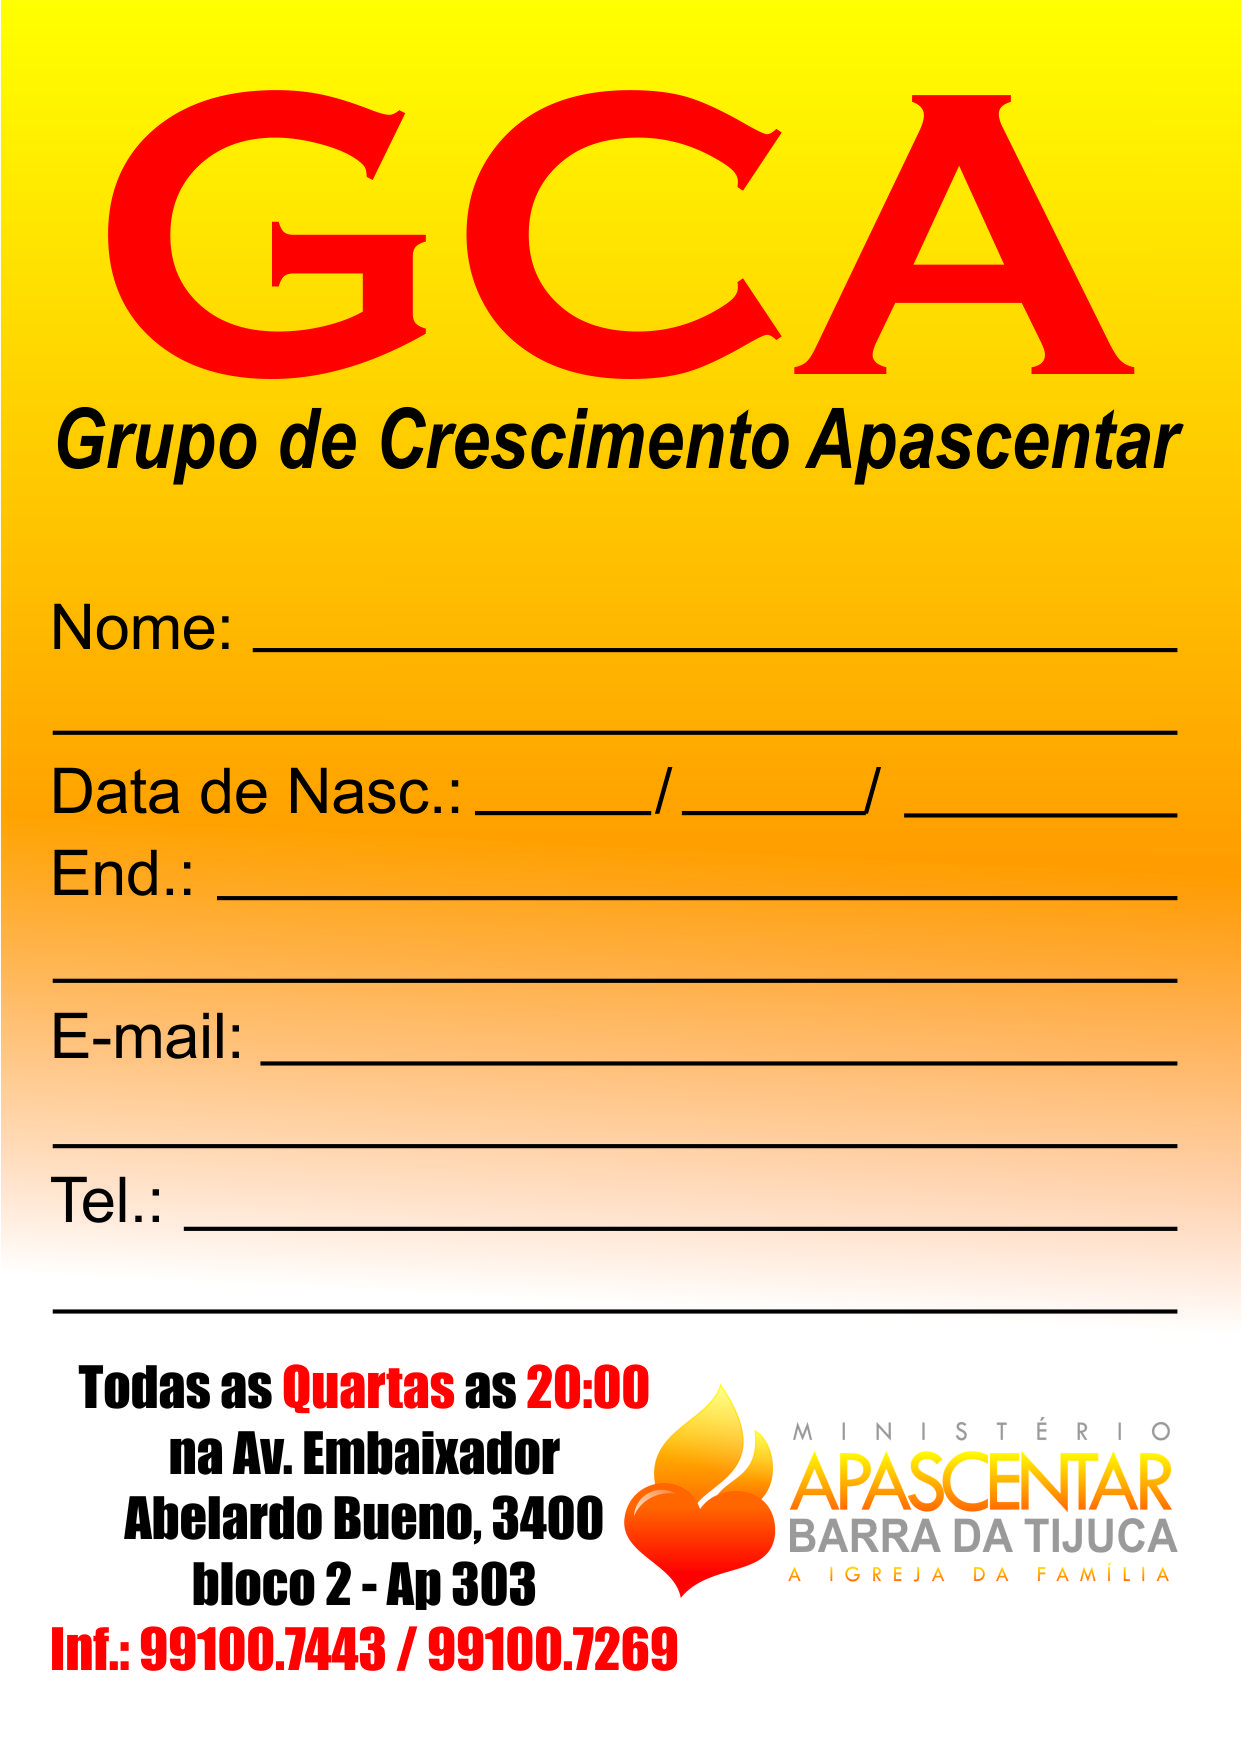 GCA
Grupo de Crescimento Apascentar
Nome:
Data de Nasc.: / /
End.:
E-mail:
Tel.:
Todas as Quartas as 20:00
na Av. Embaixador
Abelardo Bueno, 3400
bloco 2 - Ap 303
Inf.: 99100.7443 / 99100.7269
MINISTÉRIO
APASCENTAR
BARRA DA TIJUCA
A IGREJA DA FAMÍLIA